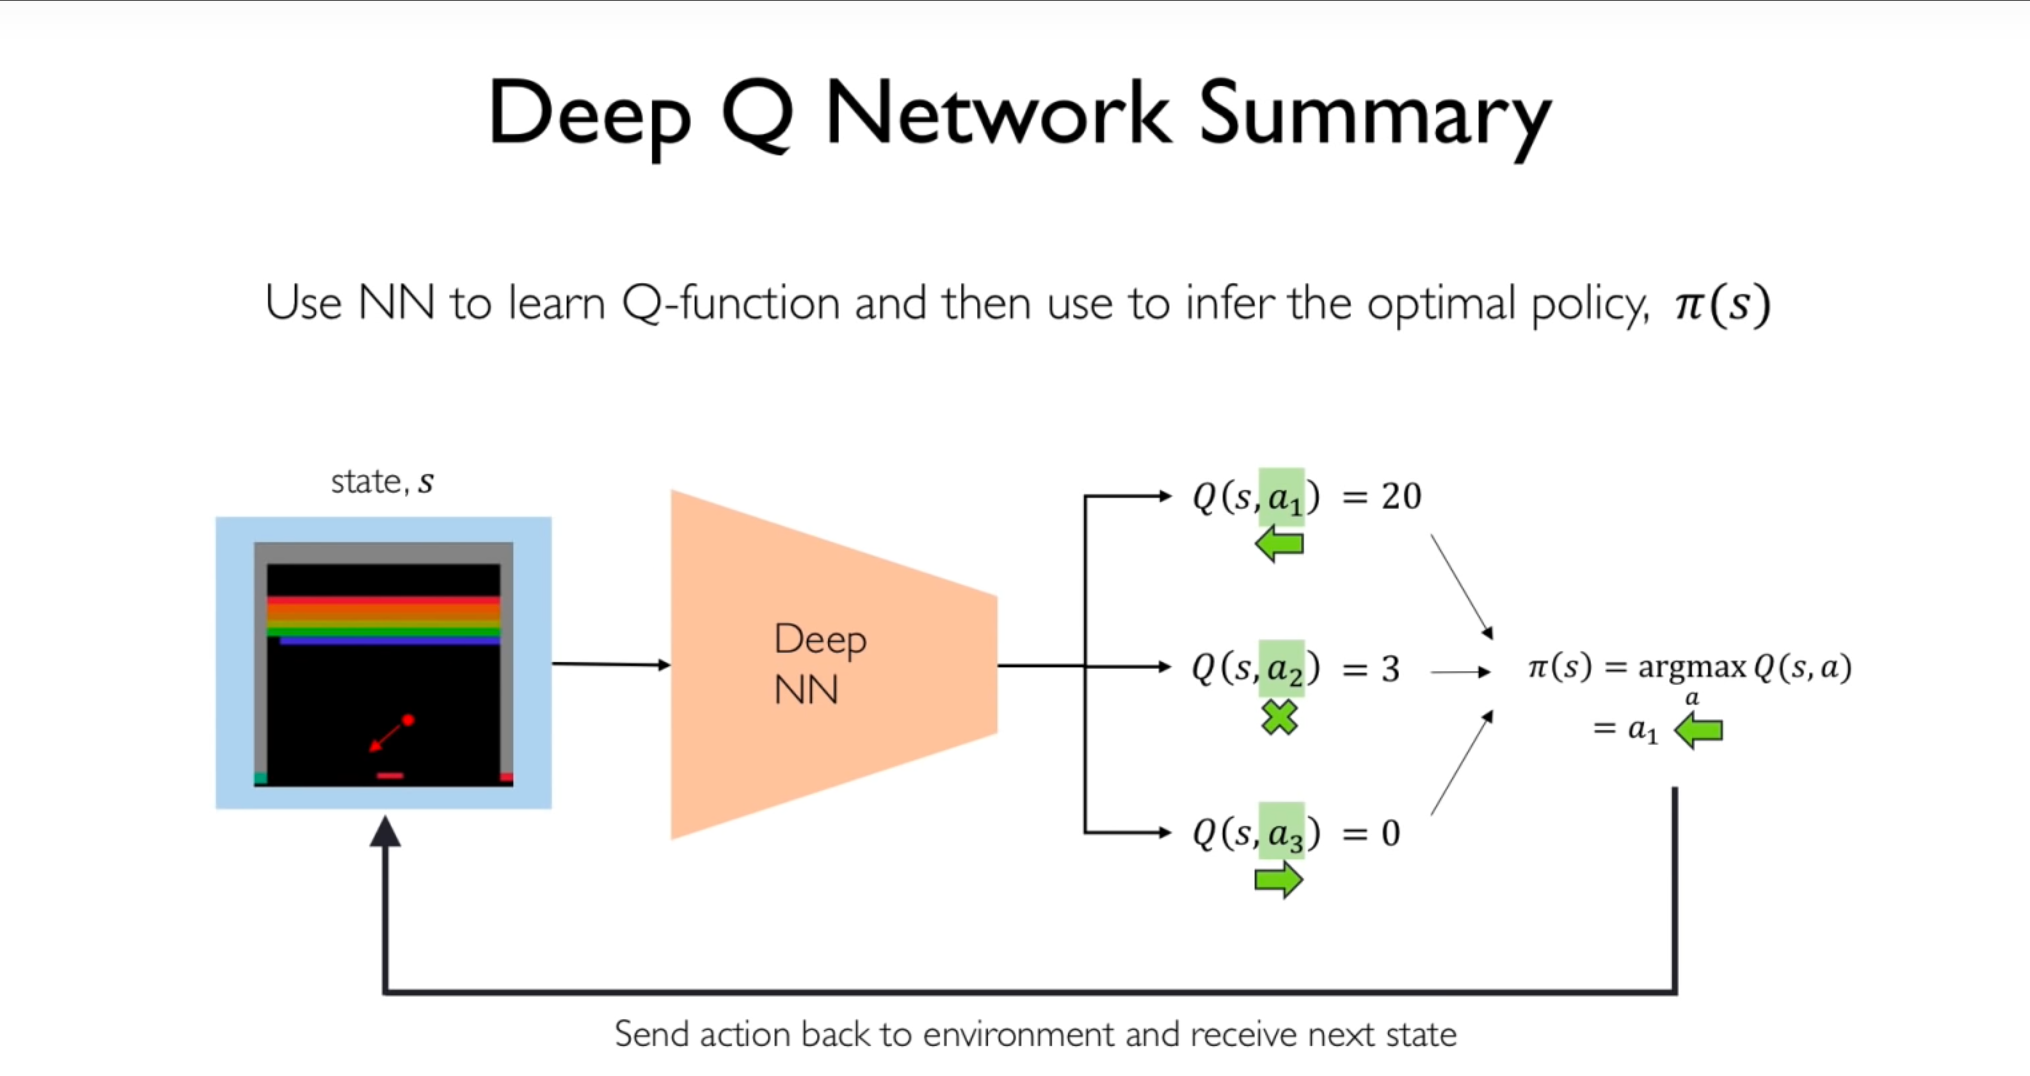 Deep Q Network Summary
Use NN to learn Q-function and then use to infer the optimal policy, π(s)
state, s
Deep
NN
Q(s, a₁) = 20
Q(s, a₂) = 3
Q(s, a₃) = 0
π(s) = argmax Q(s, a)
a
= a₁
Send action back to environment and receive next state